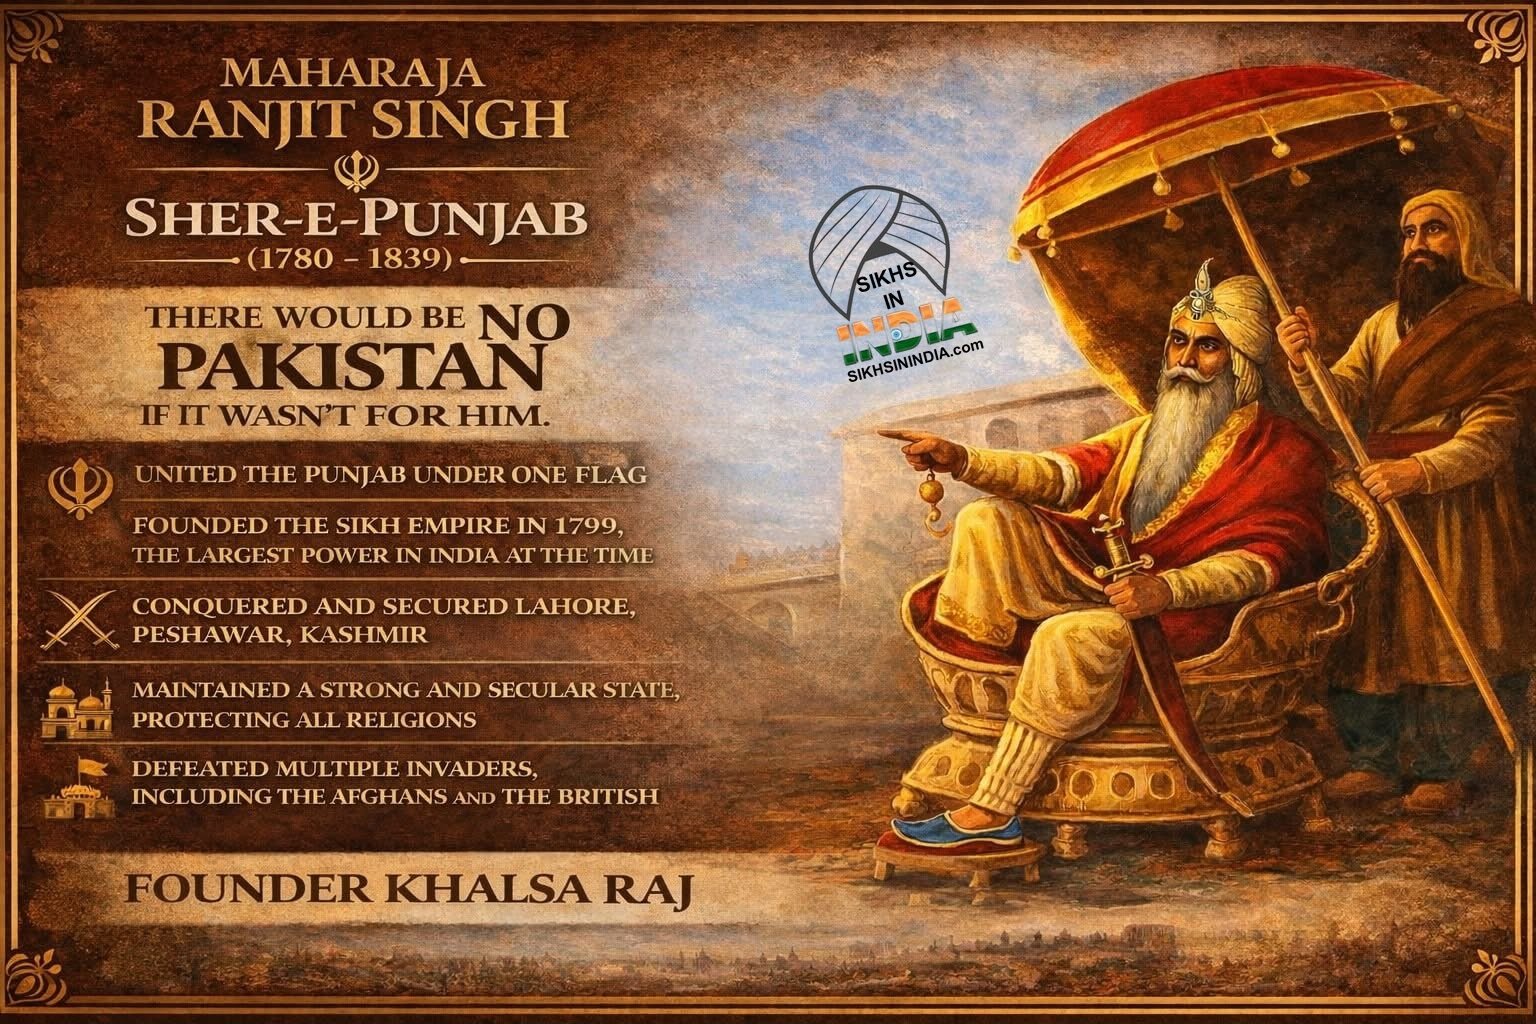 MAHARAJA
RANJIT SINGH
SHER-E-PUNJAB
(1780 – 1839)
THERE WOULD BE NO
PAKISTAN
IF IT WASN'T FOR HIM.
UNITED THE PUNJAB UNDER ONE FLAG
FOUNDED THE SIKH EMPIRE IN 1799,
THE LARGEST POWER IN INDIA AT THE TIME
CONQUERED AND SECURED LAHORE,
PESHAWAR, KASHMIR
MAINTAINED A STRONG AND SECULAR STATE,
PROTECTING ALL RELIGIONS
DEFEATED MULTIPLE INVADERS,
INCLUDING THE AFGHANS AND THE BRITISH
FOUNDER KHALSA RAJ
SIKHS
IN
INDIA
SIKHSININDIA.com